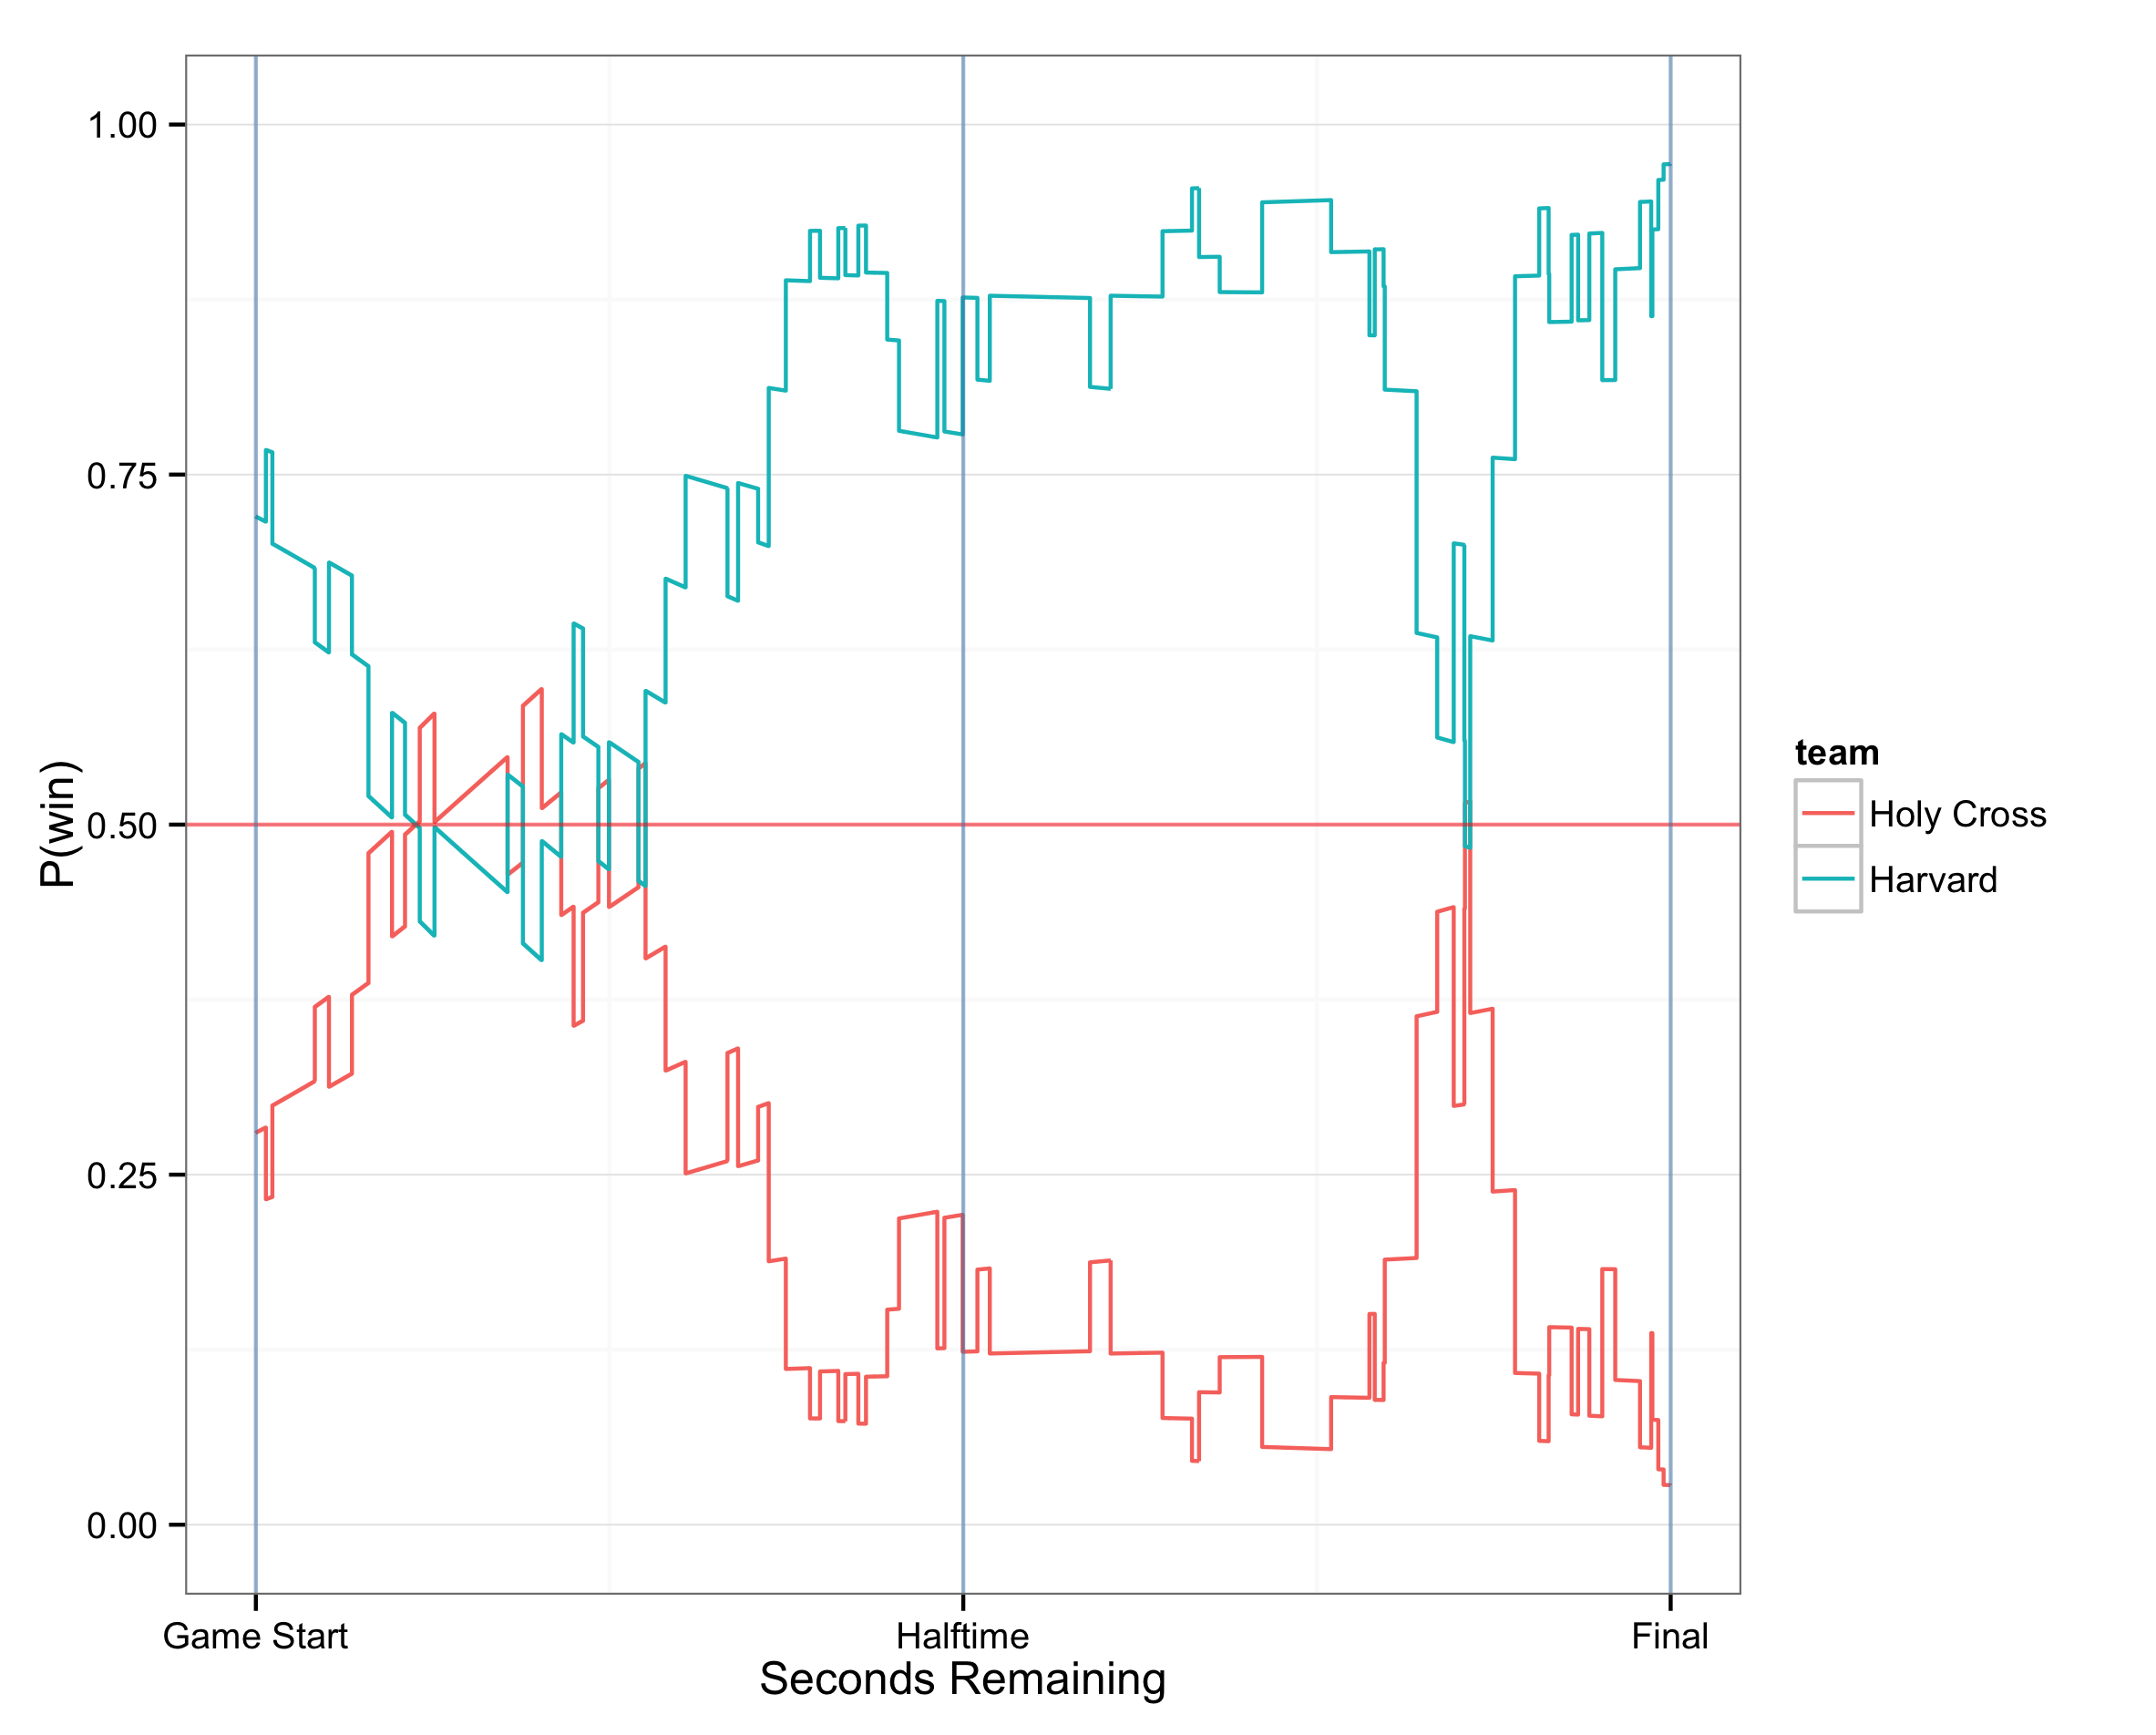 1.00
0.75
0.50
0.25
0.00
P(win)
Game Start
Halftime
Final
Seconds Remaining
team
Holy Cross
Harvard